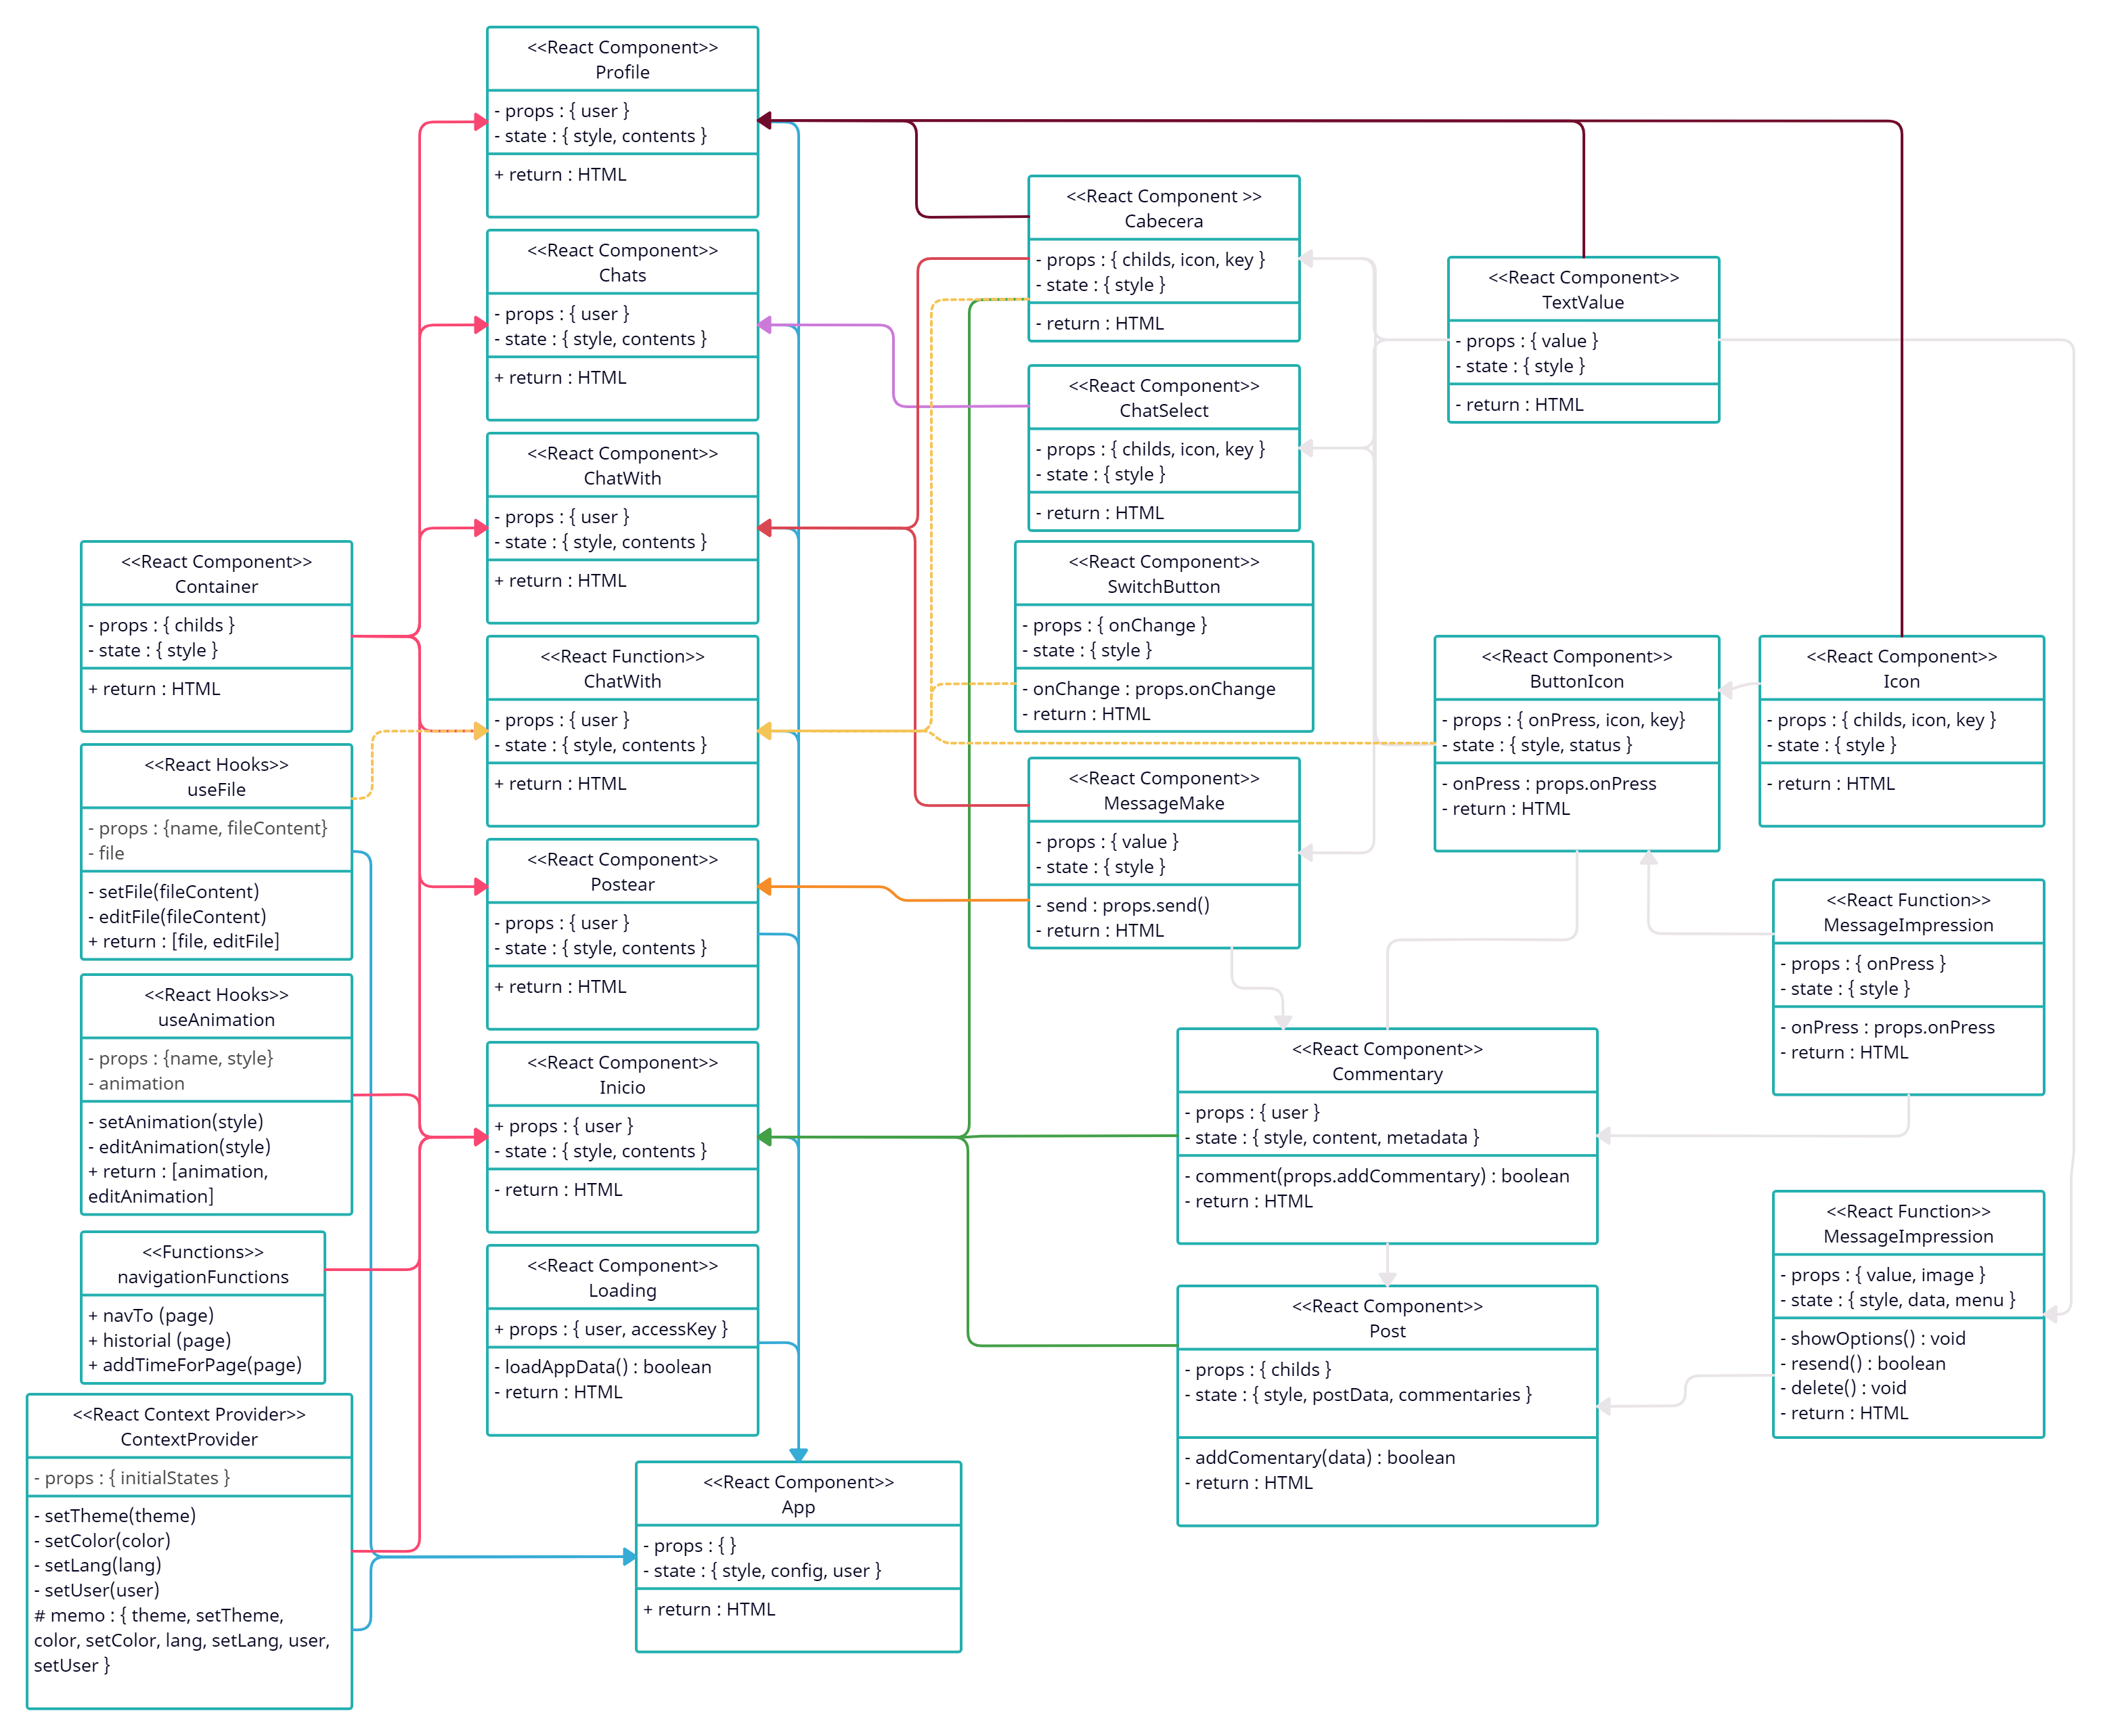 <<React Component>>
Profile
- props : { user }
- state : { style, contents }
+ return : HTML
<<React Component>>
Chats
- props : { user }
- state : { style, contents }
+ return : HTML
<<React Component>>
ChatWith
- props : { user }
- state : { style, contents }
+ return : HTML
<<React Function>>
ChatWith
- props : { user }
- state : { style, contents }
+ return : HTML
<<React Component>>
Postear
- props : { user }
- state : { style, contents }
+ return : HTML
<<React Component>>
Inicio
+ props : { user }
- state : { style, contents }
- return : HTML
<<React Component>>
Loading
+ props : { user, accessKey }
- loadAppData() : boolean
- return : HTML
<<React Component>>
App
- props : { }
- state : { style, config, user }
+ return : HTML
<<React Component>>
Container
- props : { childs }
- state : { style }
+ return : HTML
<<React Hooks>>
useFile
- props : {name, fileContent}
- file
- setFile(fileContent)
- editFile(fileContent)
+ return : [file, editFile]
<<React Hooks>>
useAnimation
- props : {name, style}
- animation
- setAnimation(style)
- editAnimation(style)
+ return : [animation,
editAnimation]
<<Functions>>
navigationFunctions
+ navTo (page)
+ historial (page)
+ addTimeForPage(page)
<<React Context Provider>>
ContextProvider
- props : { initialStates }
- setTheme(theme)
- setColor(color)
- setLang(lang)
- setUser(user)
# memo : { theme, setTheme,
color, setColor, lang, setLang, user,
setUser }
<<React Component >>
Cabecera
- props : { childs, icon, key }
- state : { style }
- return : HTML
<<React Component>>
ChatSelect
- props : { childs, icon, key }
- state : { style }
- return : HTML
<<React Component>>
SwitchButton
- props : { onChange }
- state : { style }
- onChange : props.onChange
- return : HTML
<<React Component>>
MessageMake
- props : { value }
- state : { style }
- send : props.send()
- return : HTML
<<React Component>>
Commentary
- props : { user }
- state : { style, content, metadata }
- comment(props.addCommentary) : boolean
- return : HTML
<<React Component>>
Post
- props : { childs }
- state : { style, postData, commentaries }
- addComentary(data) : boolean
- return : HTML
<<React Component>>
TextValue
- props : { value }
- state : { style }
- return : HTML
<<React Component>>
ButtonIcon
- props : { onPress, icon, key}
- state : { style, status }
- onPress : props.onPress
- return : HTML
<<React Component>>
Icon
- props : { childs, icon, key }
- state : { style }
- return : HTML
<<React Function>>
MessageImpression
- props : { onPress }
- state : { style }
- onPress : props.onPress
- return : HTML
<<React Function>>
MessageImpression
- props : { value, image }
- state : { style, data, menu }
- showOptions() : void
- resend() : boolean
- delete() : void
- return : HTML